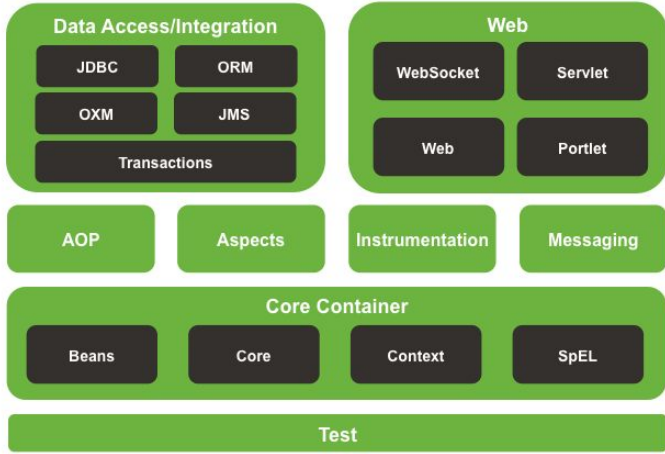 Data Access/Integration
JDBC ORM
OXM JMS
Transactions
Web
WebSocket Servlet
Web Portlet
AOP Aspects Instrumentation Messaging
Core Container
Beans Core Context SpEL
Test